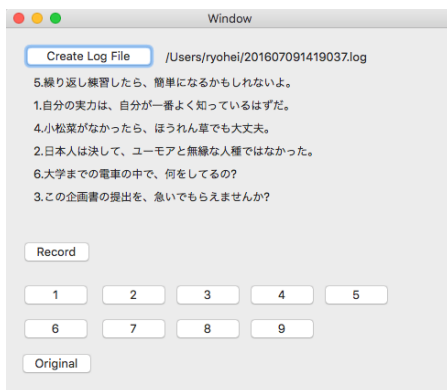 Window
Create Log File /Users/ryohei/201607091419037.log
5.繰り返し練習したら、簡単になるかもしれないよ。
1.自分の実力は、自分が一番よく知っているはずだ。
4.小松菜がなかったら、ほうれん草でも大丈夫。
2.日本人は決して、ユーモアと無縁な人種ではなかった。
6.大学までの電車の中で、何をしてるの?
3.この企画書の提出を、急いでもらえませんか?
Record
1 2 3 4 5
6 7 8 9
Original